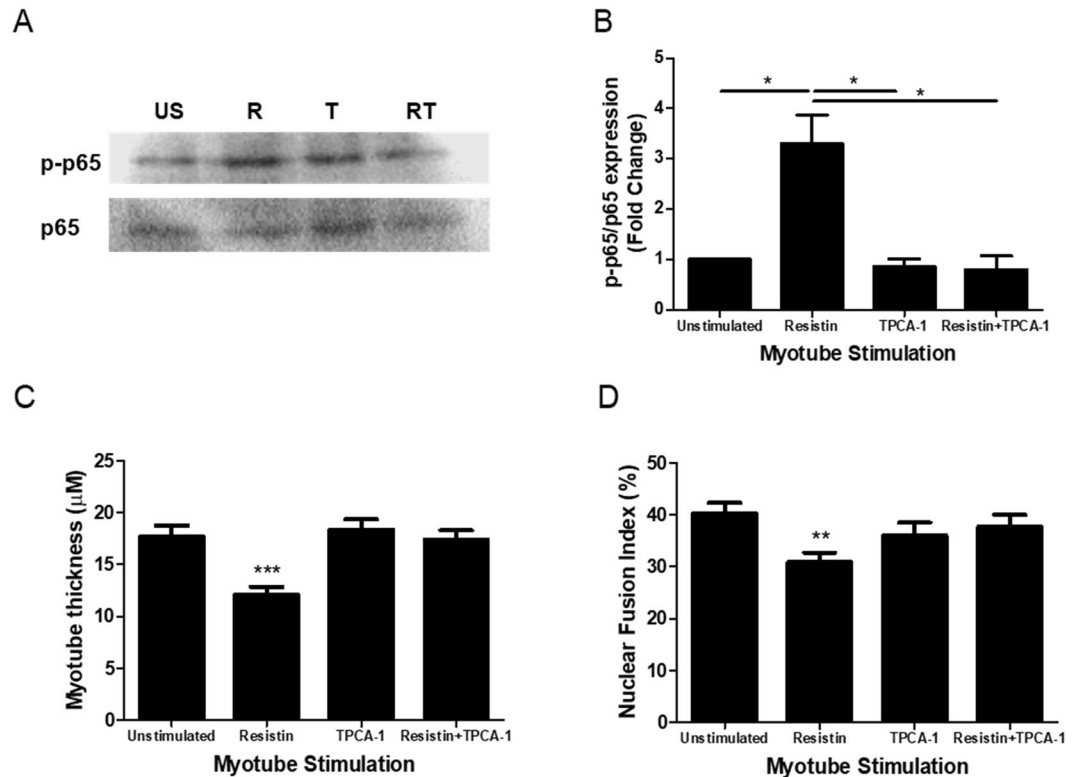 A
US R T RT
p-p65
p65
B
p-p65/p65 expression
(Fold Change)
5
4
3
2
1
0
* * *
Unstimulated Resistin TPCA-1 Resistin+TPCA-1
Myotube Stimulation
C
Myotube thickness (μM)
25
20
15
10
5
0
***
Unstimulated Resistin TPCA-1 Resistin+TPCA-1
Myotube Stimulation
D
Nuclear Fusion Index (%)
50
40
30
20
10
0
**
Unstimulated Resistin TPCA-1 Resistin+TPCA-1
Myotube Stimulation